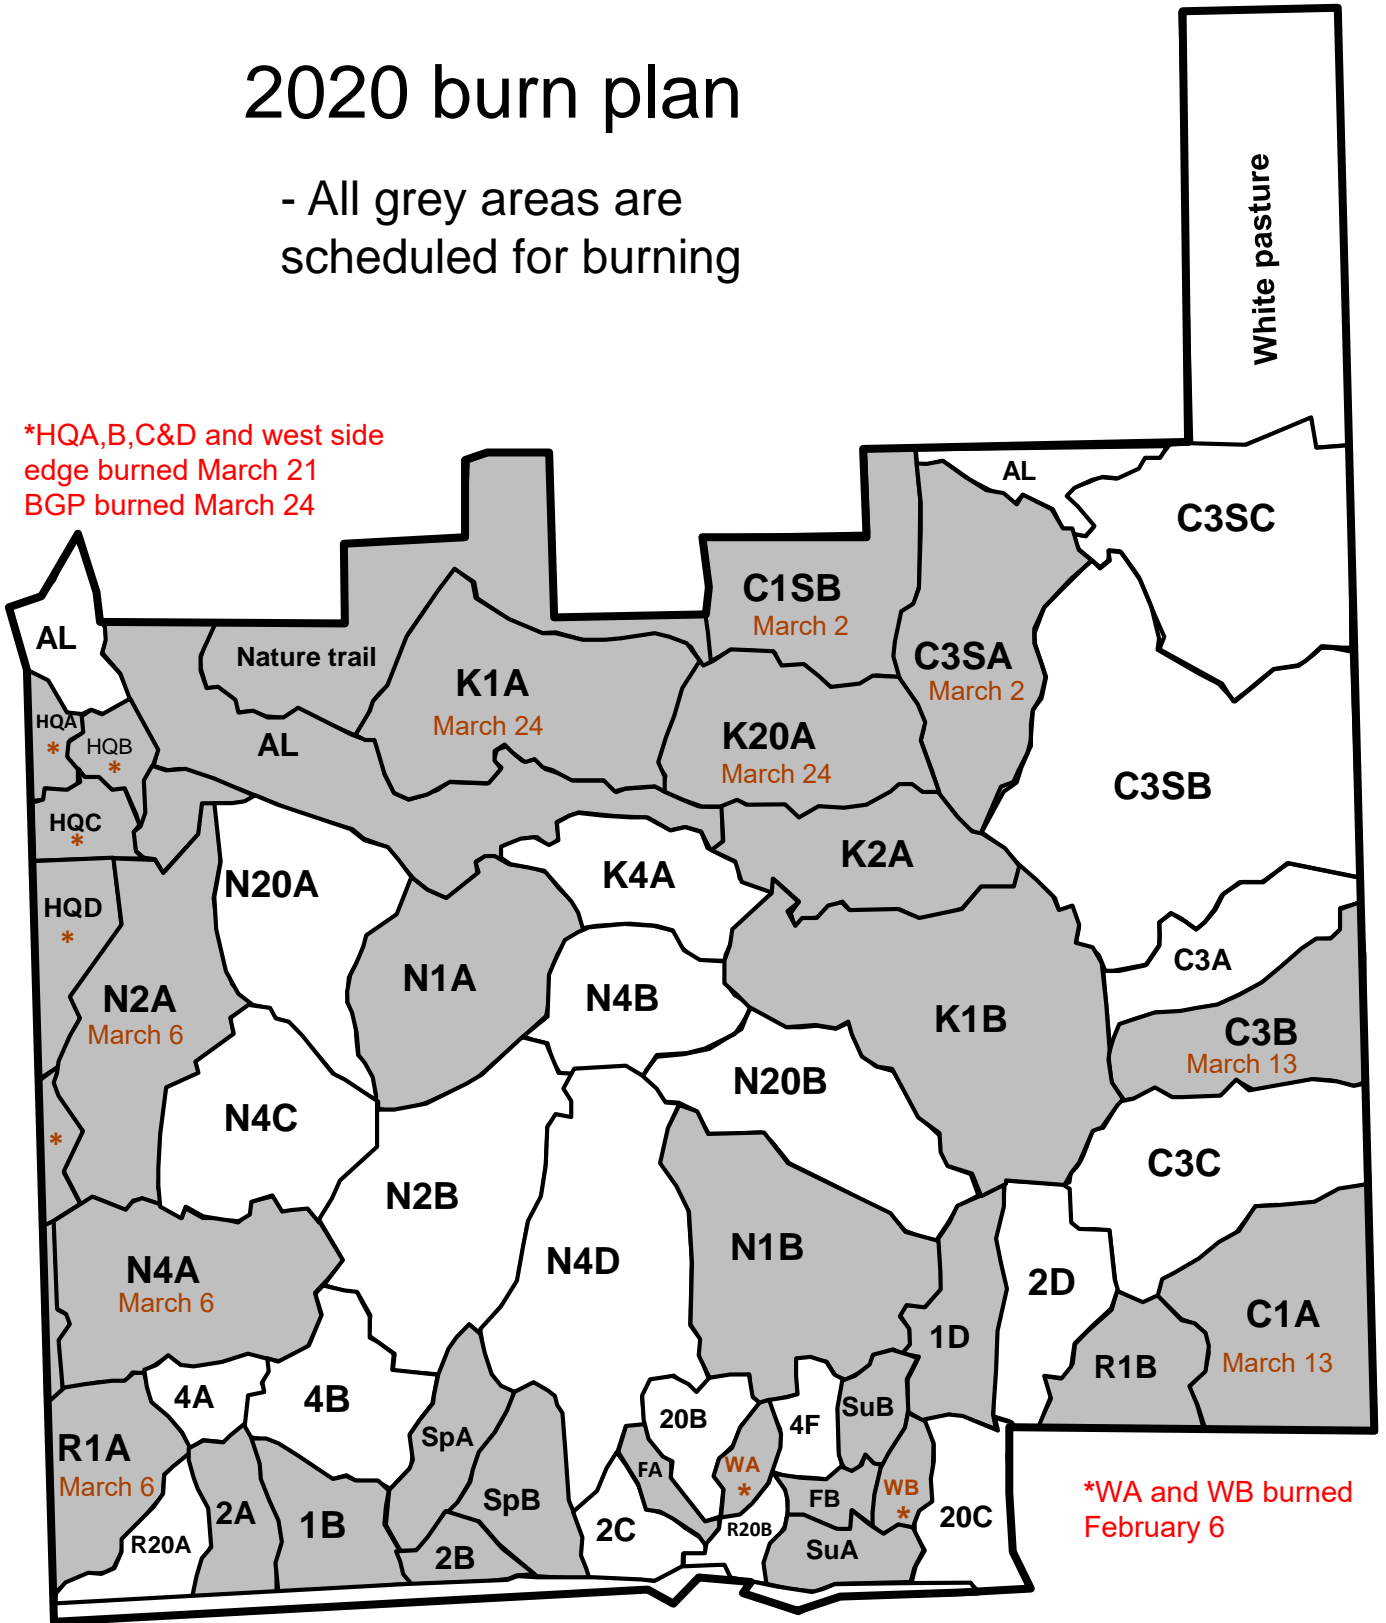 2020 burn plan
- All grey areas are
scheduled for burning
White pasture
*HQA,B,C&D and west side
edge burned March 21
BGP burned March 24
AL
C3SC
C1SB
March 2
AL
Nature trail
C3SA
March 2
K1A
March 24
HQA
*
HQB
*
AL
K20A
March 24
C3SB
HQC
*
K2A
N20A
K4A
HQD
*
C3A
N1A
N2A
March 6
N4B
K1B
C3B
March 13
N20B
N4C
*
C3C
N2B
N1B
N4D
N4A
March 6
2D
C1A
March 13
1D
R1B
4A
4B
SuB
20B
4F
SpA
R1A
March 6
FA
WA
*
WB
*
FB
SpB
2A
1B
2C
R20B
20C
R20A
2B
SuA
*WA and WB burned
February 6